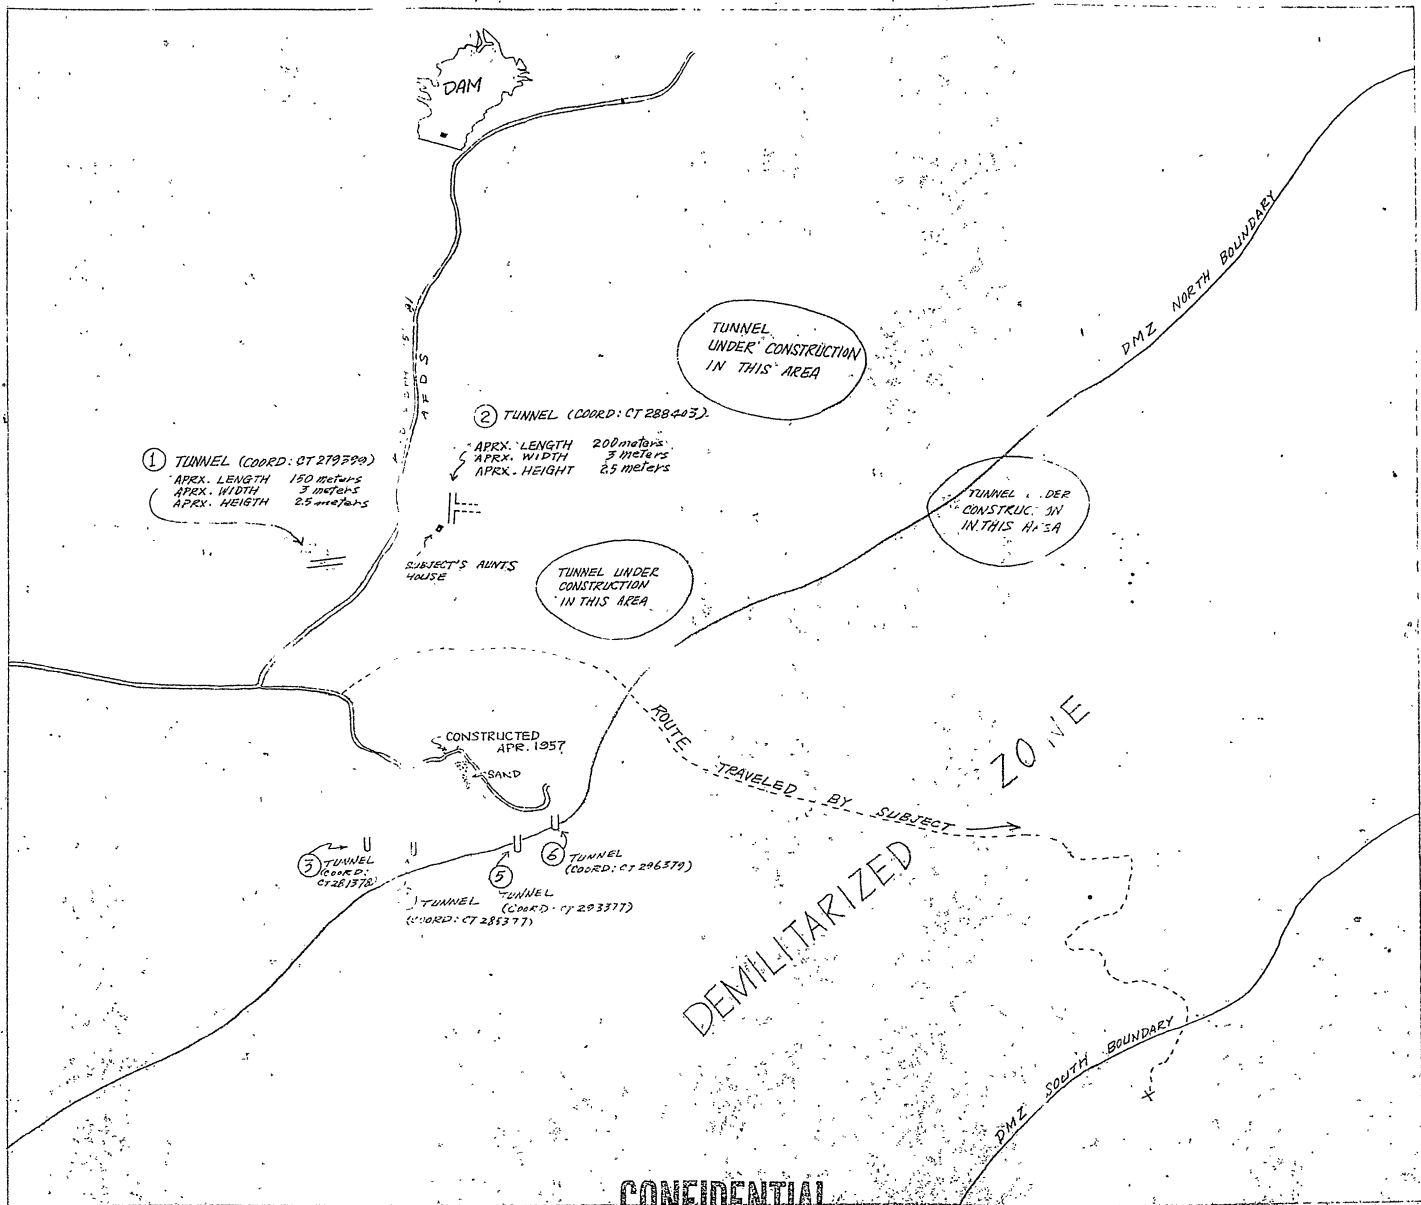 DAM
DMZ NORTH BOUNDARY
TUNNEL
UNDER CONSTRUCTION
IN THIS AREA
② TUNNEL (COORD: CT 288403)
APRX. LENGTH 200 meters
APRX. WIDTH 3 meters
APRX. HEIGHT 2.5 meters
① TUNNEL (COORD: CT 279399)
APRX. LENGTH 150 meters
APRX. WIDTH 3 meters
APRX. HEIGTH 2.5 meters
TUNNEL
CONSTRUC
IN THIS
SUBJECT'S AUNTS
HOUSE
TUNNEL UNDER
CONSTRUCTION
IN THIS AREA
ROUTE TRAVELED BY SUBJECT
CONSTRUCTED
APR. 1957
SAND
DEMILITARIZED ZONE
③ TUNNEL
(COORD:
CT 281378)
TUNNEL
(COORD: CT 285377)
⑤ TUNNEL
(COORD: CT 293377)
⑥ TUNNEL
(COORD: CT 296379)
DMZ SOUTH BOUNDARY
CONFIDENTIAL